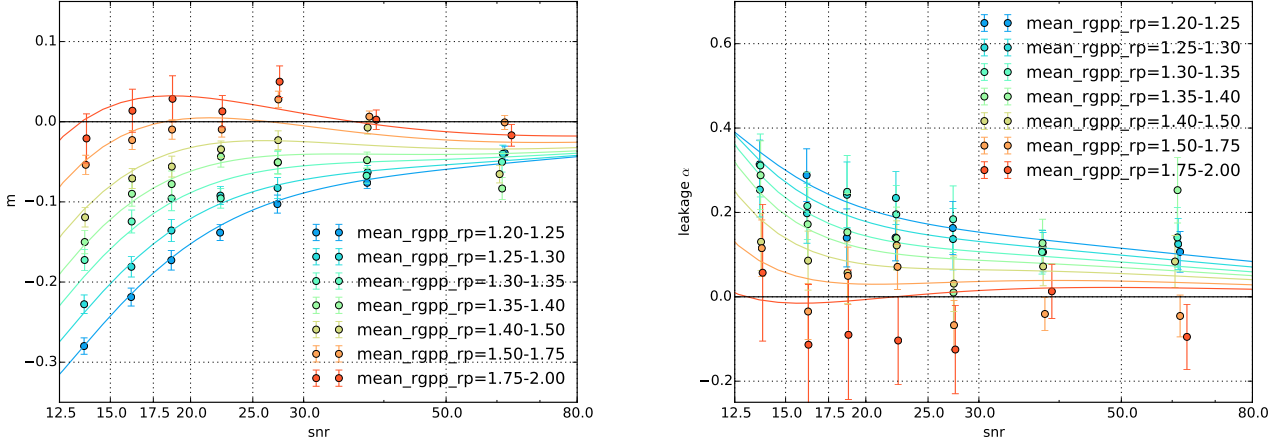 0.1
0.0
−0.1
−0.2
−0.3
m
12.5 15.0 17.5 20.0 25.0 30.0 50.0 80.0
snr
mean_rgpp_rp=1.20-1.25
mean_rgpp_rp=1.25-1.30
mean_rgpp_rp=1.30-1.35
mean_rgpp_rp=1.35-1.40
mean_rgpp_rp=1.40-1.50
mean_rgpp_rp=1.50-1.75
mean_rgpp_rp=1.75-2.00
0.6
0.4
0.2
0.0
−0.2
leakage α
12.5 15.0 17.5 20.0 25.0 30.0 50.0 80.0
snr
mean_rgpp_rp=1.20-1.25
mean_rgpp_rp=1.25-1.30
mean_rgpp_rp=1.30-1.35
mean_rgpp_rp=1.35-1.40
mean_rgpp_rp=1.40-1.50
mean_rgpp_rp=1.50-1.75
mean_rgpp_rp=1.75-2.00